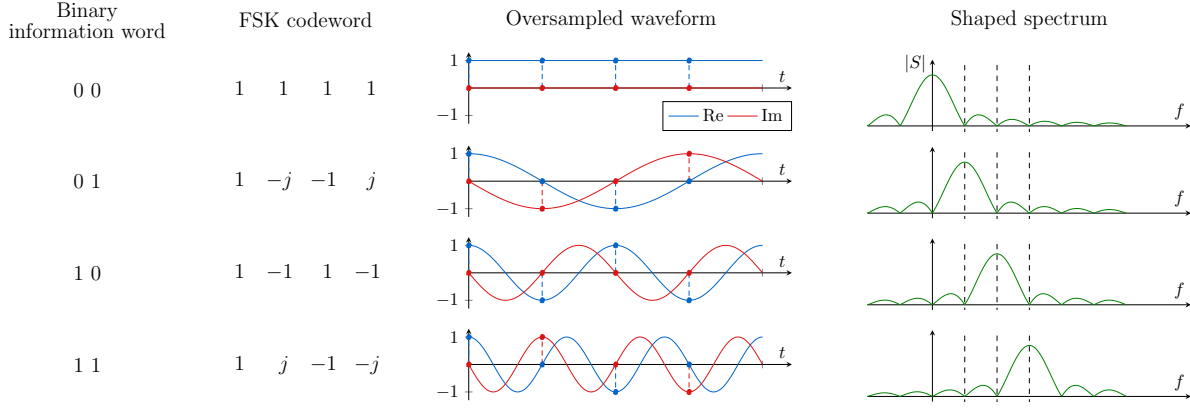 Binary
information word
FSK codeword
Oversampled waveform
Shaped spectrum
0 0
1 1 1 1
1
−1
t
Re Im
|S|
f
0 1
1 −j −1 j
1
−1
t
f
1 0
1 −1 1 −1
1
−1
t
f
1 1
1 j −1 −j
1
−1
t
f